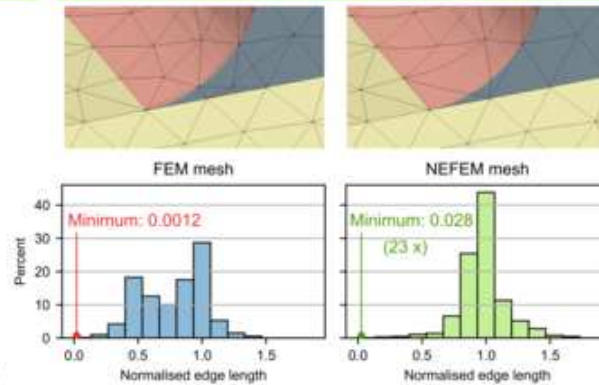 FEM mesh
NEFEM mesh
Minimum: 0.0012
Minimum: 0.028
(23 x)
Percent
40
30
20
10
0
0.0 0.5 1.0 1.5
0.0 0.5 1.0 1.5
Normalised edge length
Normalised edge length